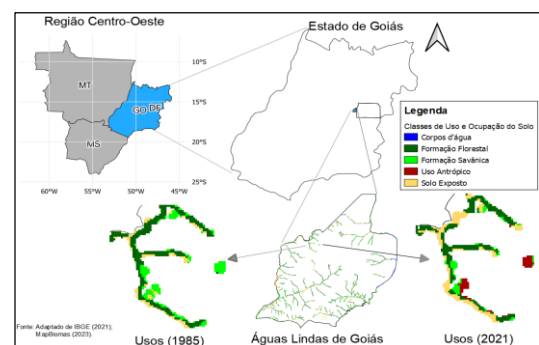 Região Centro-Oeste
Estado de Goiás
10°S
15°S
20°S
25°S
MT
GO
DF
MS
60°W
55°W
50°W
45°W
Legenda
Classes de Uso e Ocupação do Solo
Corpos d'água
Formação Florestal
Formação Savânica
Uso Antrópico
Solo Exposto
Fonte: Adaptado de IBGE (2021);
MapBiomas (2023).
Usos (1985)
Águas Lindas de Goiás
Usos (2021)